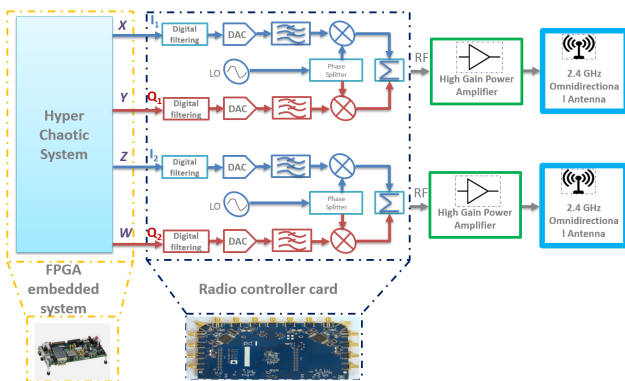 Hyper
Chaotic
System
FPGA
embedded
system
X
I1
Digital
filtering
DAC
LO
Phase
Splitter
Σ
RF
High Gain Power
Amplifier
2.4 GHz
Omnidirectiona
l Antenna
Y
Q1
Digital
filtering
DAC
Z
I2
Digital
filtering
DAC
LO
Phase
Splitter
Σ
RF
High Gain Power
Amplifier
2.4 GHz
Omnidirectiona
l Antenna
W
Q2
Digital
filtering
DAC
Radio controller card